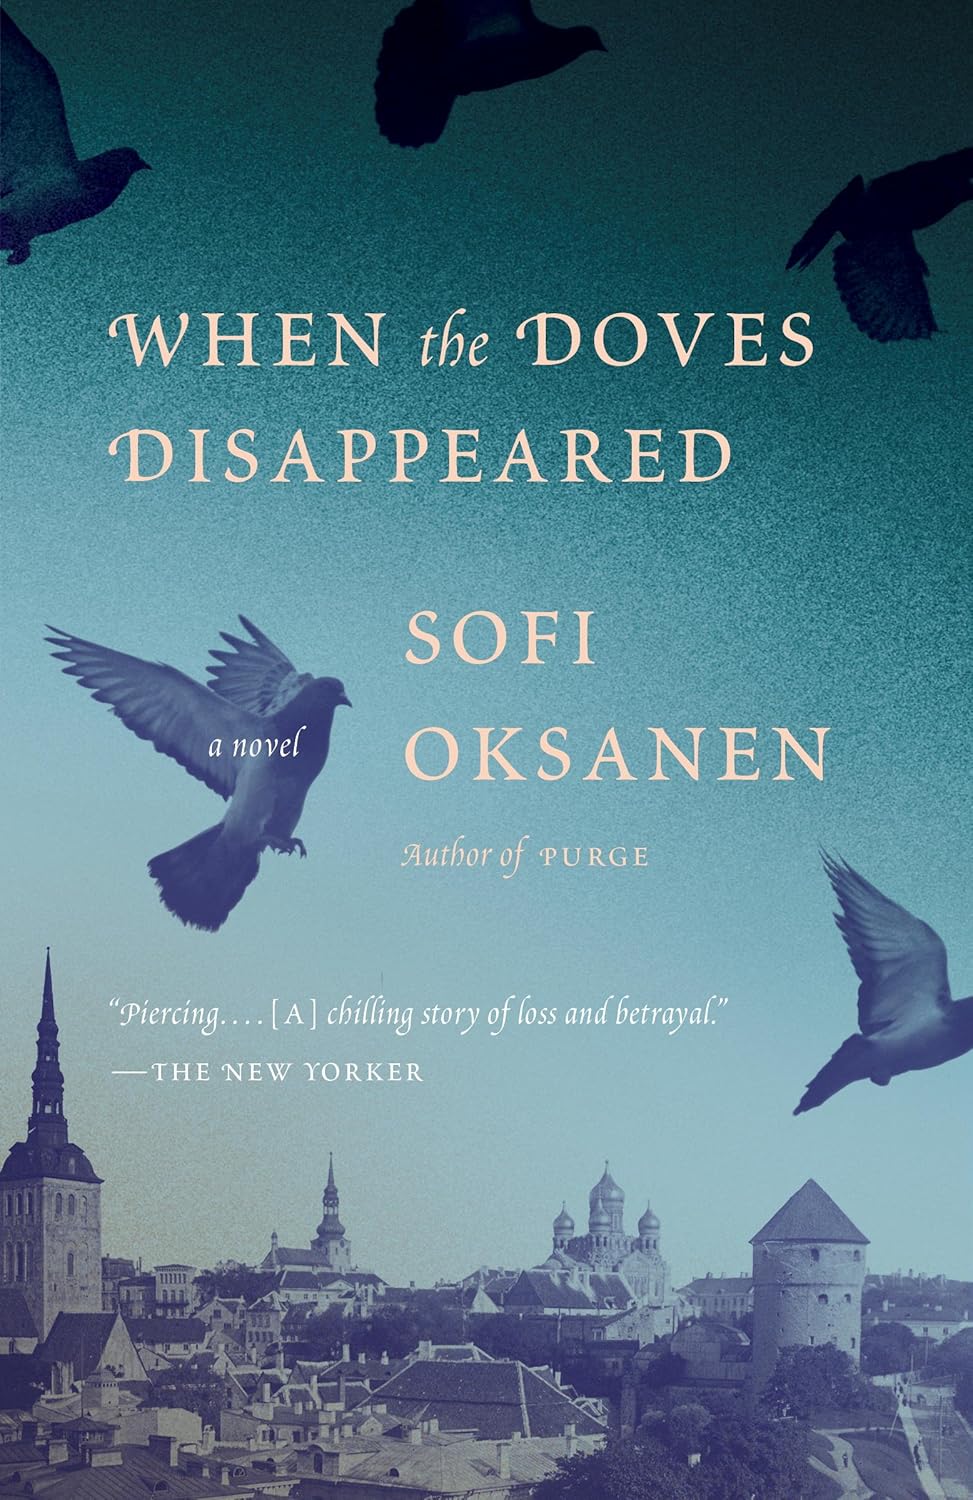 WHEN the DOVES
DISAPPEARED
SOFI
OKSANEN
a novel
Author of PURGE
“Piercing.... [A] chilling story of loss and betrayal.”
—THE NEW YORKER